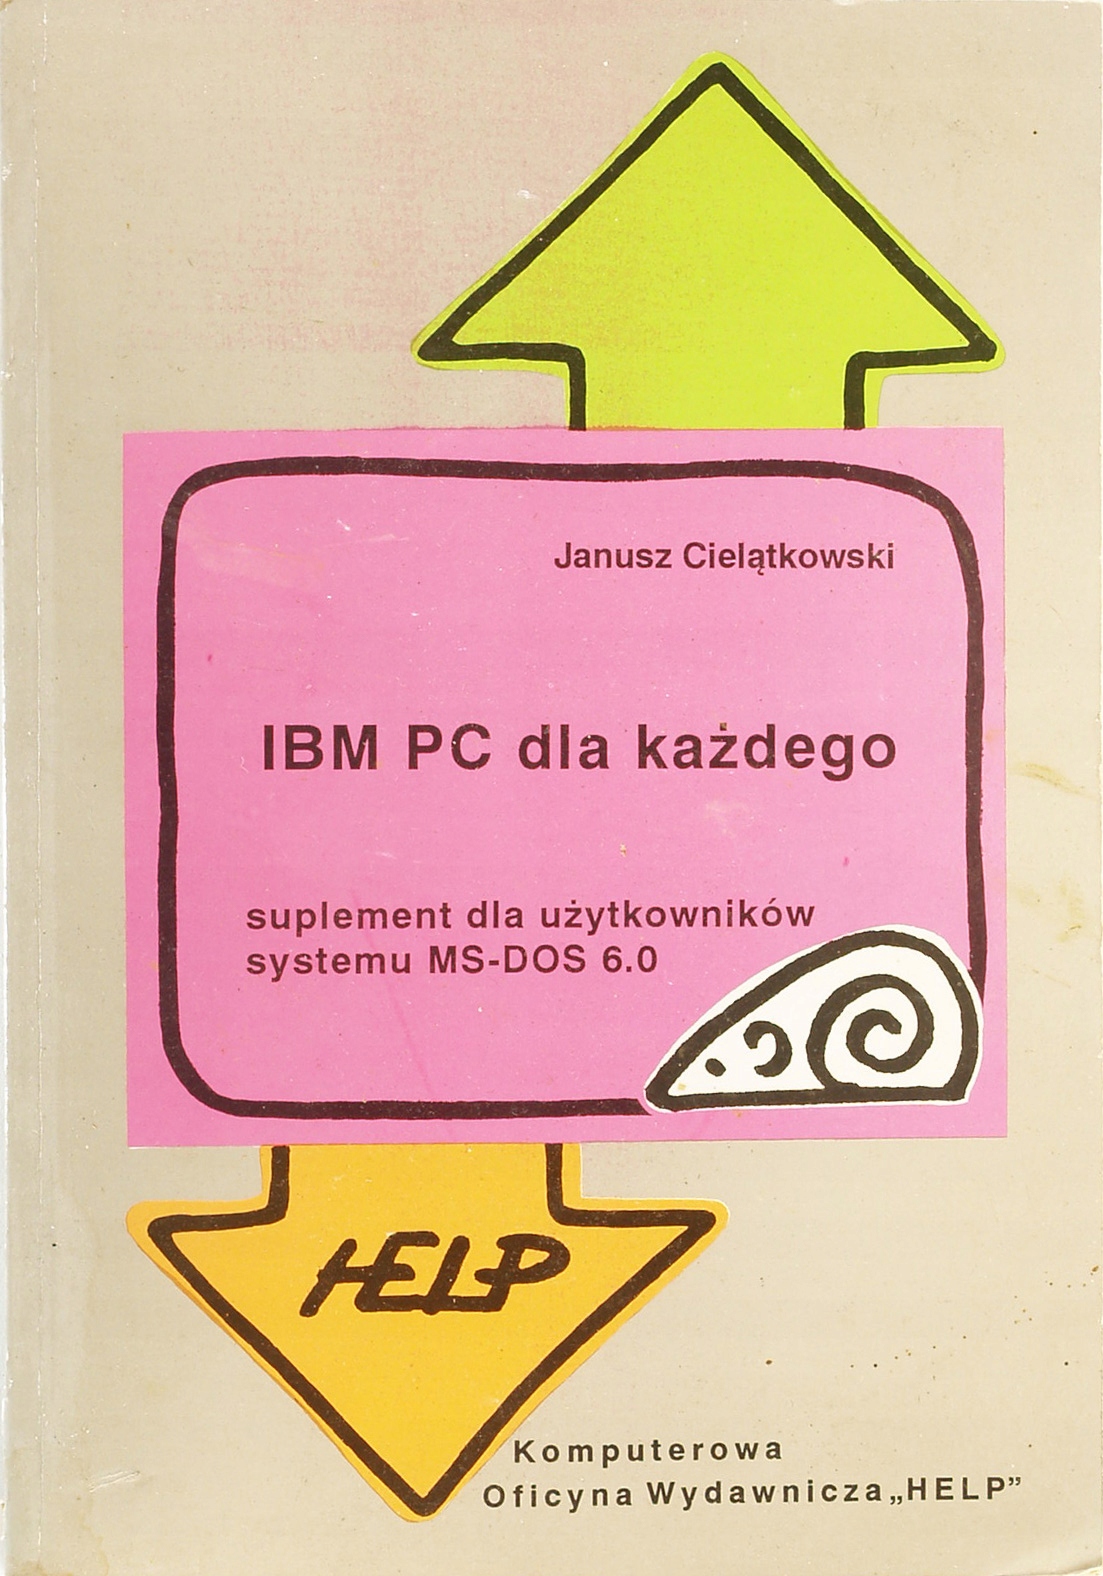 Janusz Cielątkowski
IBM PC dla każdego
suplement dla użytkowników
systemu MS-DOS 6.0
HELP
Komputerowa
Oficyna Wydawnicza „HELP”